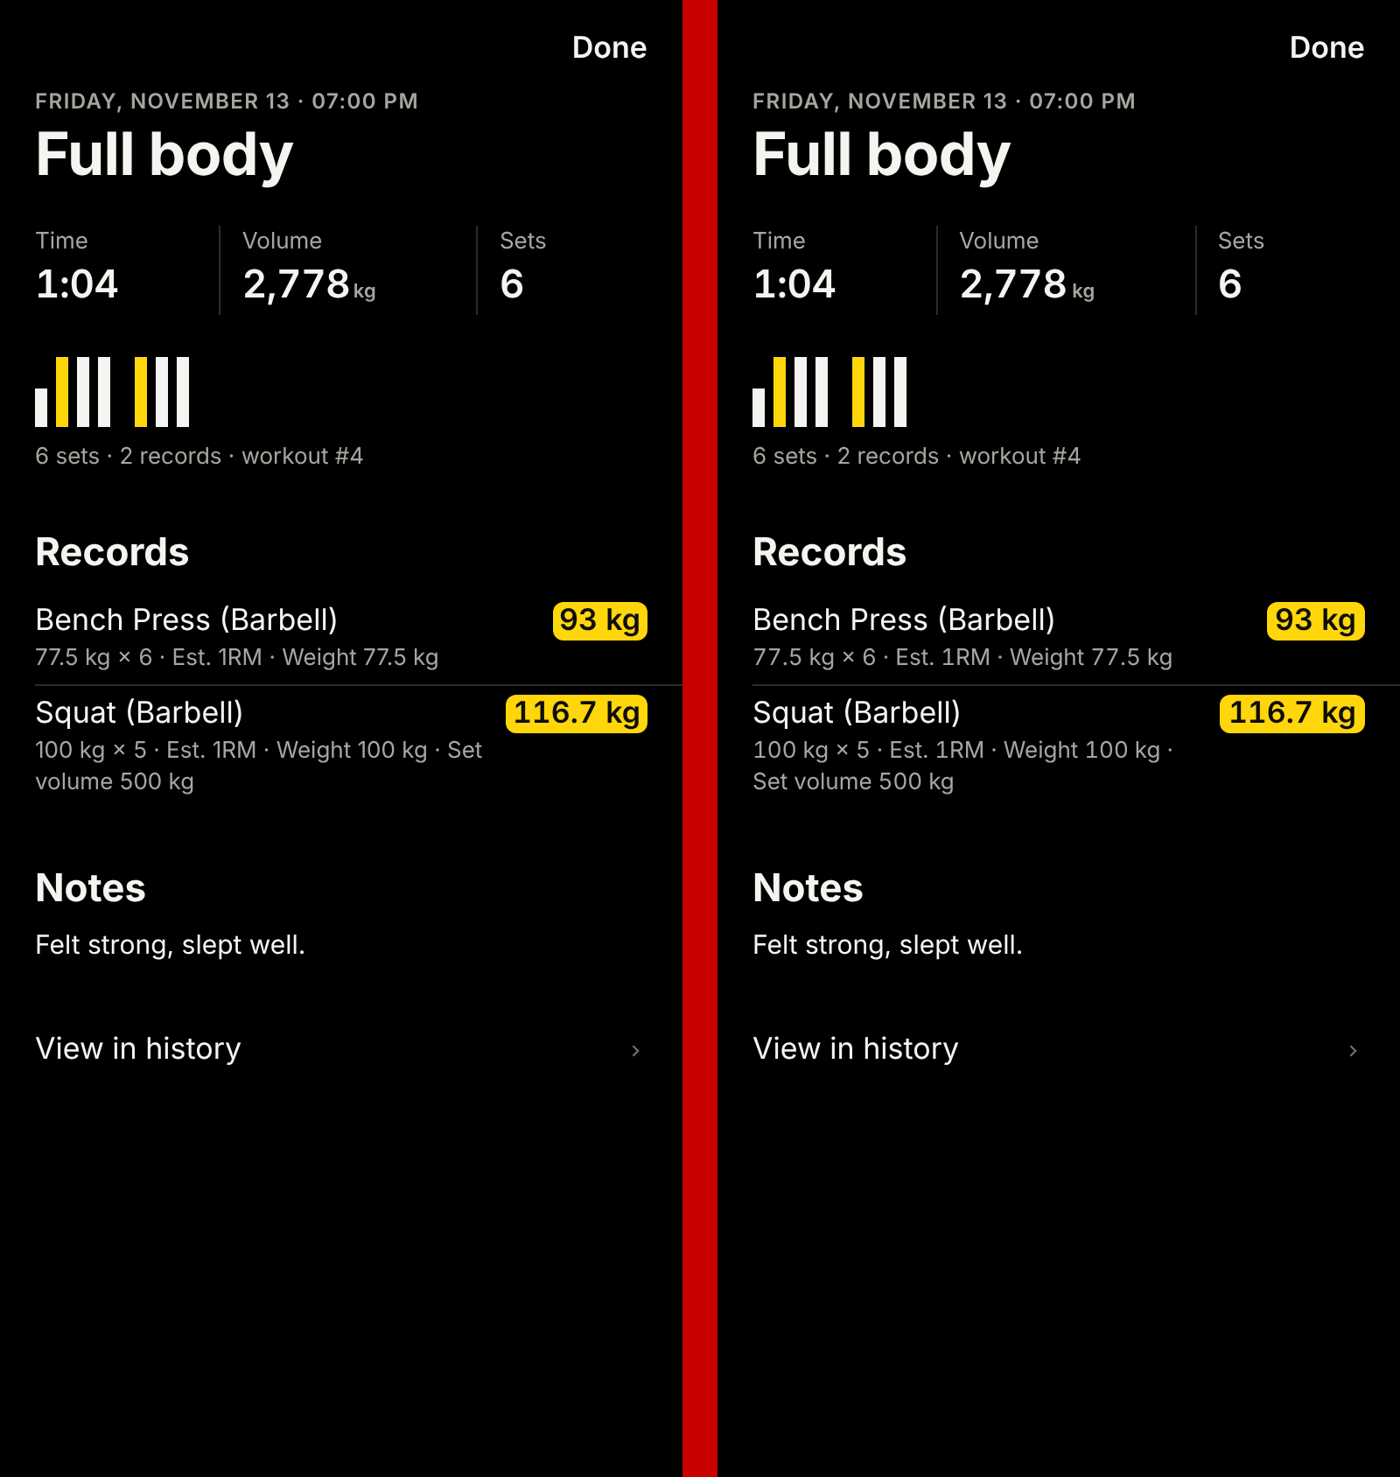 Done
FRIDAY, NOVEMBER 13 · 07:00 PM
Full body
Time
1:04
Volume
2,778 kg
Sets
6
6 sets · 2 records · workout #4
Records
Bench Press (Barbell)
93 kg
77.5 kg × 6 · Est. 1RM · Weight 77.5 kg
Squat (Barbell)
116.7 kg
100 kg × 5 · Est. 1RM · Weight 100 kg · Set
volume 500 kg
Notes
Felt strong, slept well.
View in history
Done
FRIDAY, NOVEMBER 13 · 07:00 PM
Full body
Time
1:04
Volume
2,778 kg
Sets
6
6 sets · 2 records · workout #4
Records
Bench Press (Barbell)
93 kg
77.5 kg × 6 · Est. 1RM · Weight 77.5 kg
Squat (Barbell)
116.7 kg
100 kg × 5 · Est. 1RM · Weight 100 kg ·
Set volume 500 kg
Notes
Felt strong, slept well.
View in history